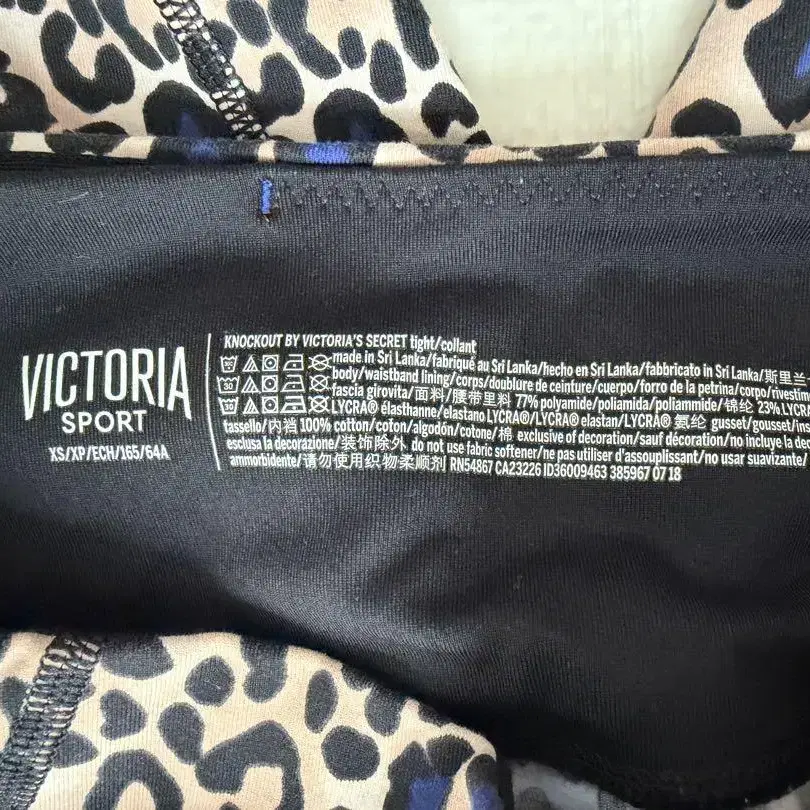 VICTORIA
SPORT
XS/XP/ECH/165/64A
KNOCKOUT BY VICTORIA'S SECRET tight/collant
made in Sri Lanka/fabriqué au Sri Lanka/hecho en Sri Lanka/fabbricato in Sri Lanka/斯里兰
body/waistband lining/corps/doublure de ceinture/cuerpo/forro de la petrina/corpo/rivestim
fascia girovita/面料/腰带里料 77% polyamide/poliamida/poliammide/锦纶 23% LYC
LYCRA® élasthanne/elastano LYCRA®/LYCRA® elastan/LYCRA® 氨纶 gusset/gousset/ins
tassello/内裆 100% cotton/coton/algodón/cotone/棉 exclusive of decoration/sauf décoration/no incluye la dec
esclusa la decorazione/装饰除外 do not use fabric softener/ne pas utiliser d'assouplissant/no usar suavizante/
ammorbidente/请勿使用织物柔顺剂 RN54867 CA23226 ID36009463 385967 07 18